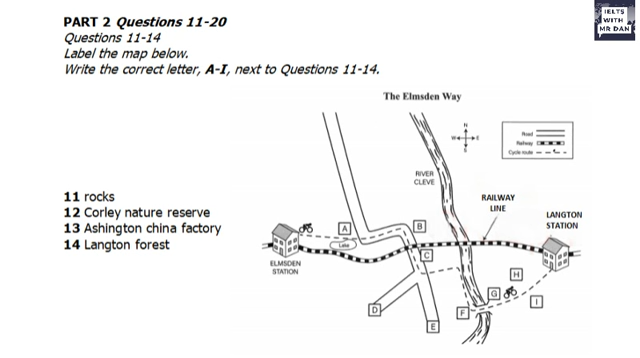 PART 2 Questions 11-20
Questions 11-14
Label the map below.
Write the correct letter, A-I, next to Questions 11-14.
IELTS
WITH
MR DAN
The Elmsden Way
N
W
E
S
Road
Railway
Cycle route
RIVER
CLEVE
RAILWAY
LINE
LANGTON
STATION
11 rocks
12 Corley nature reserve
13 Ashington china factory
14 Langton forest
A
B
Lake
C
ELMSDEN
STATION
H
G
I
D
F
E